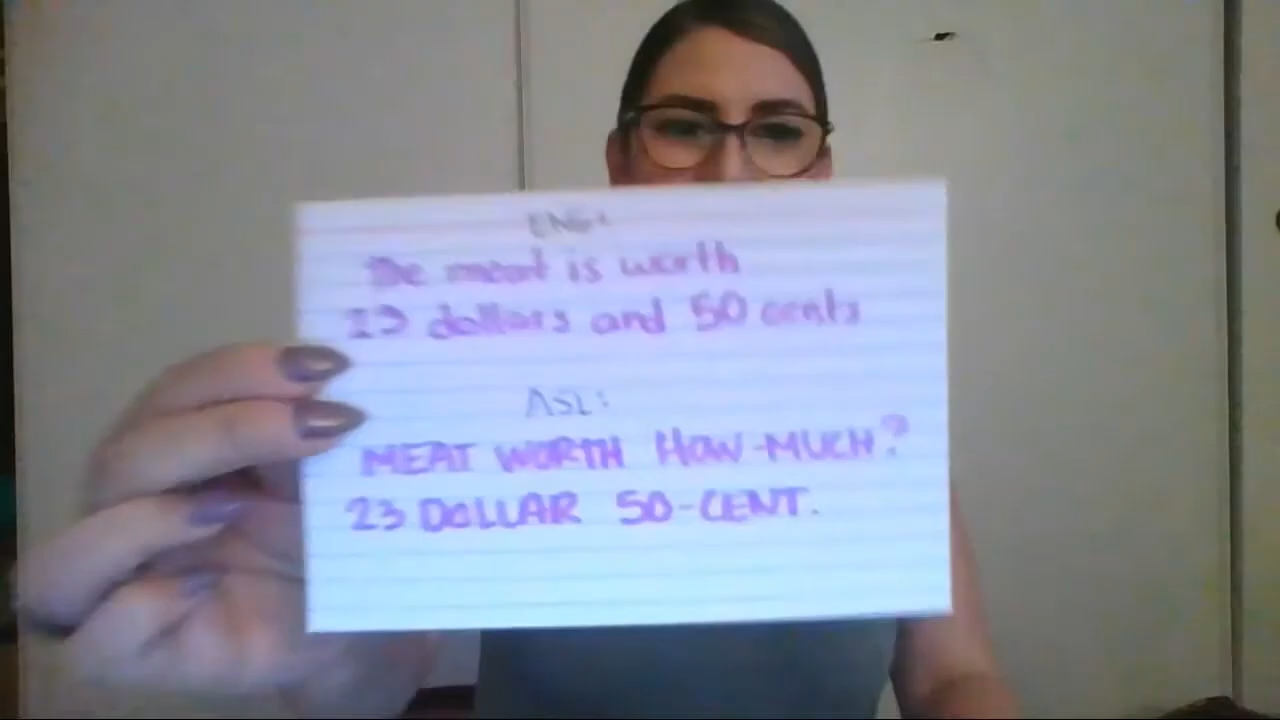 ENG:
the meat is worth
23 dollars and 50 cents
ASL:
MEAT WORTH HOW-MUCH?
23 DOLLAR 50-CENT.